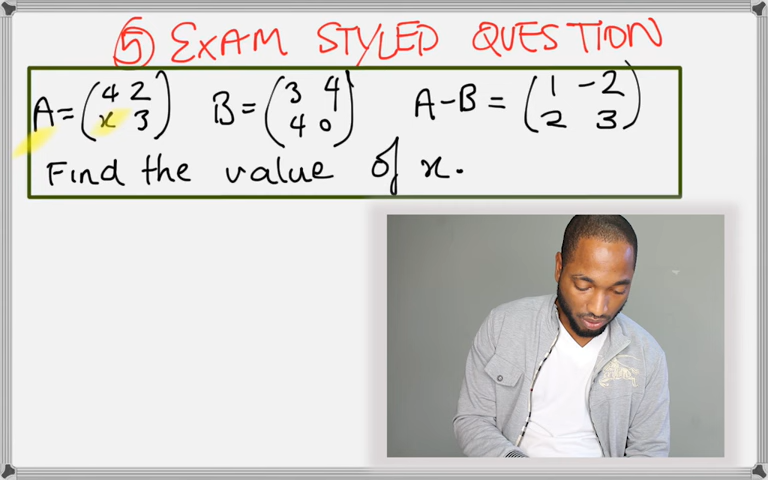 ⑤ EXAM STYLED QUESTION
A = (4 2
x 3) B = (3 4
4 0) A-B = (1 -2
2 3)
Find the value of x.